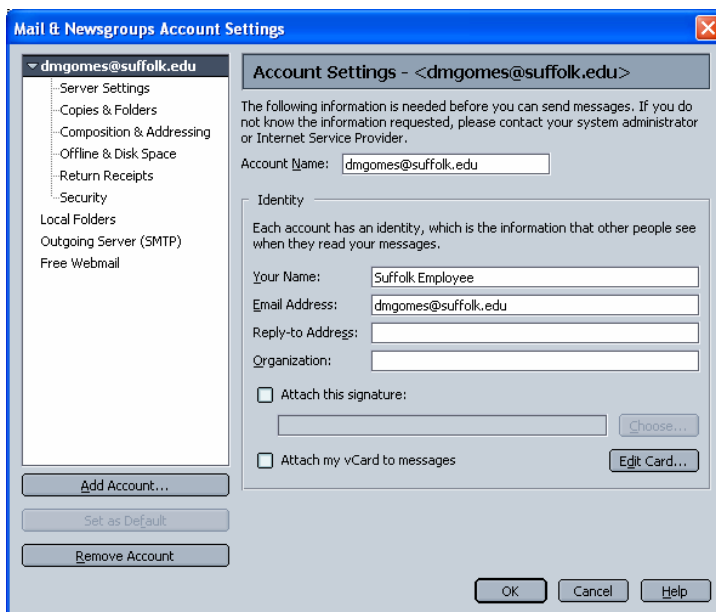 Mail & Newsgroups Account Settings
dmgomes@suffolk.edu
Server Settings
Copies & Folders
Composition & Addressing
Offline & Disk Space
Return Receipts
Security
Local Folders
Outgoing Server (SMTP)
Free Webmail
Add Account...
Set as Default
Remove Account
Account Settings - <dmgomes@suffolk.edu>
The following information is needed before you can send messages. If you do
not know the information requested, please contact your system administrator
or Internet Service Provider.
Account Name: dmgomes@suffolk.edu
Identity
Each account has an identity, which is the information that other people see
when they read your messages.
Your Name: Suffolk Employee
Email Address: dmgomes@suffolk.edu
Reply-to Address:
Organization:
Attach this signature:
Choose...
Attach my vCard to messages Edit Card...
OK Cancel Help